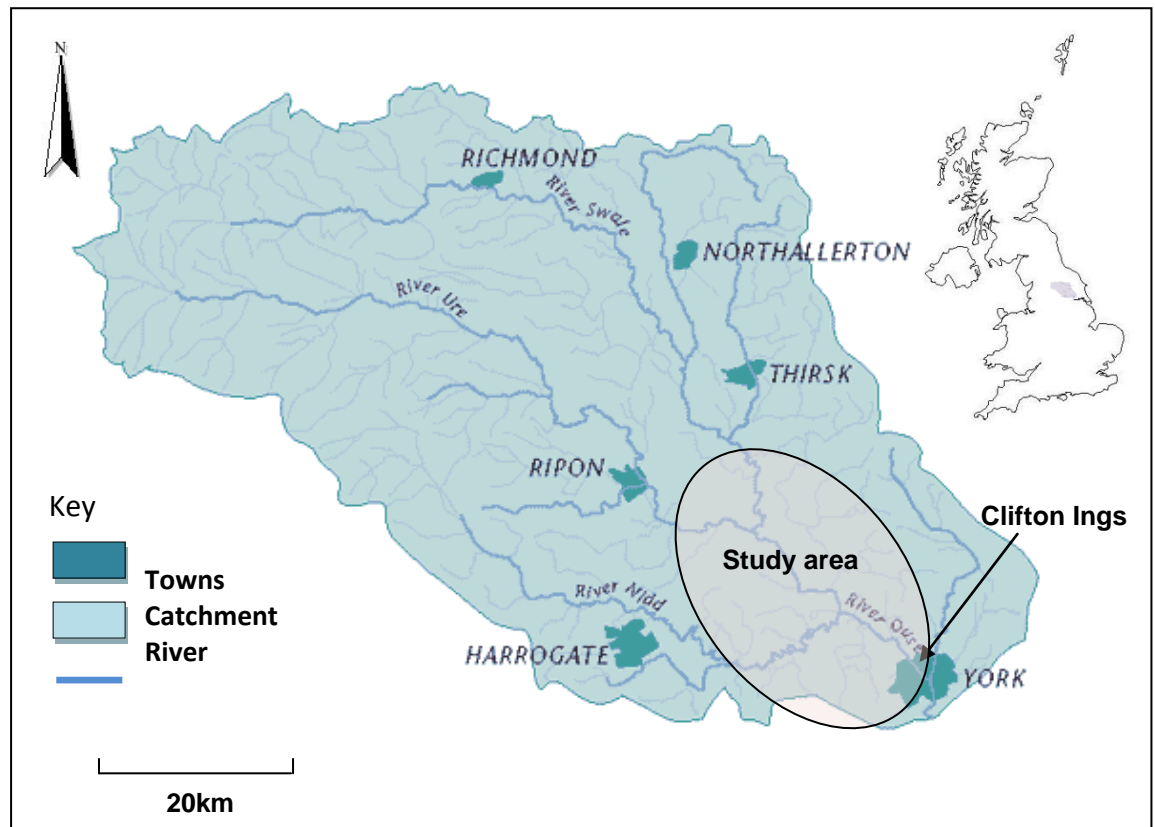 N
RICHMOND
River Swale
NORTHALLERTON
River Ure
THIRSK
RIPON
Clifton Ings
Key
Study area
Towns
River Nidd
River Ouse
Catchment
HARROGATE
River
YORK
20km